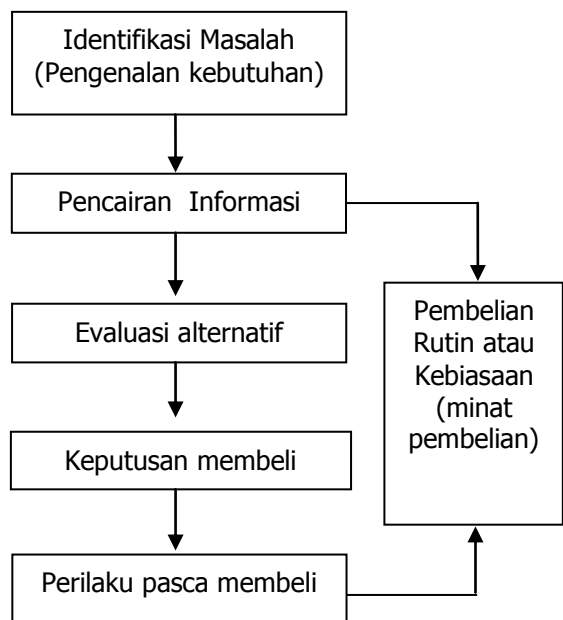 Identifikasi Masalah
(Pengenalan kebutuhan)
Pencairan Informasi
Evaluasi alternatif
Keputusan membeli
Perilaku pasca membeli
Pembelian
Rutin atau
Kebiasaan
(minat
pembelian)